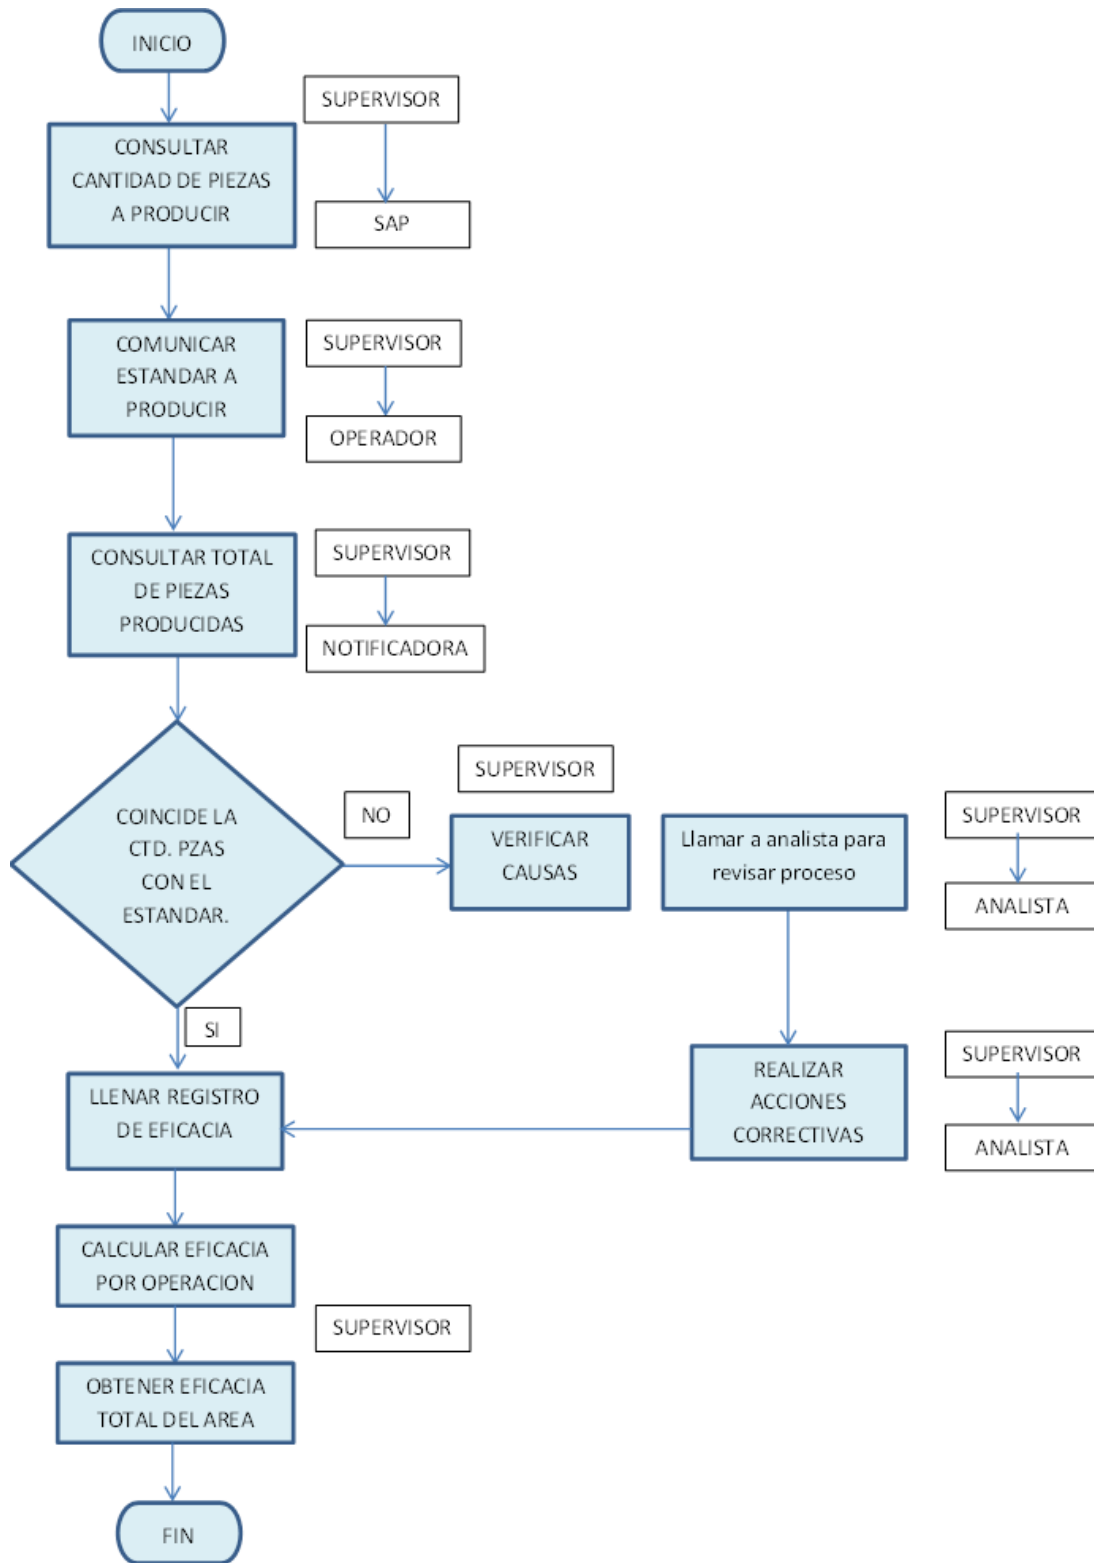 INICIO
SUPERVISOR
CONSULTAR
CANTIDAD DE PIEZAS
A PRODUCIR
SAP
COMUNICAR
ESTANDAR A
PRODUCIR
SUPERVISOR
OPERADOR
CONSULTAR TOTAL
DE PIEZAS
PRODUCIDAS
SUPERVISOR
NOTIFICADORA
COINCIDE LA
CTD. PZAS
CON EL
ESTANDAR.
NO
SUPERVISOR
VERIFICAR
CAUSAS
Llamar a analista para
revisar proceso
SUPERVISOR
ANALISTA
SI
REALIZAR
ACCIONES
CORRECTIVAS
SUPERVISOR
ANALISTA
LLENAR REGISTRO
DE EFICACIA
CALCULAR EFICACIA
POR OPERACION
SUPERVISOR
OBTENER EFICACIA
TOTAL DEL AREA
FIN